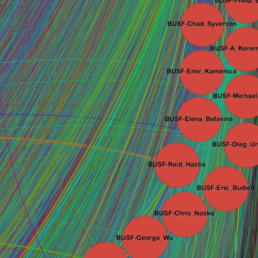 BUSF-Chad_Syverson
BUSF-A_Kerem
BUSF-Emir_Kamenica
BUSF-Michael
BUSF-Elena_Belavina
BUSF-Oleg_Ur
BUSF-Reid_Hastie
BUSF-Eric_Budish
BUSF-Chris_Nosko
BUSF-George_Wu